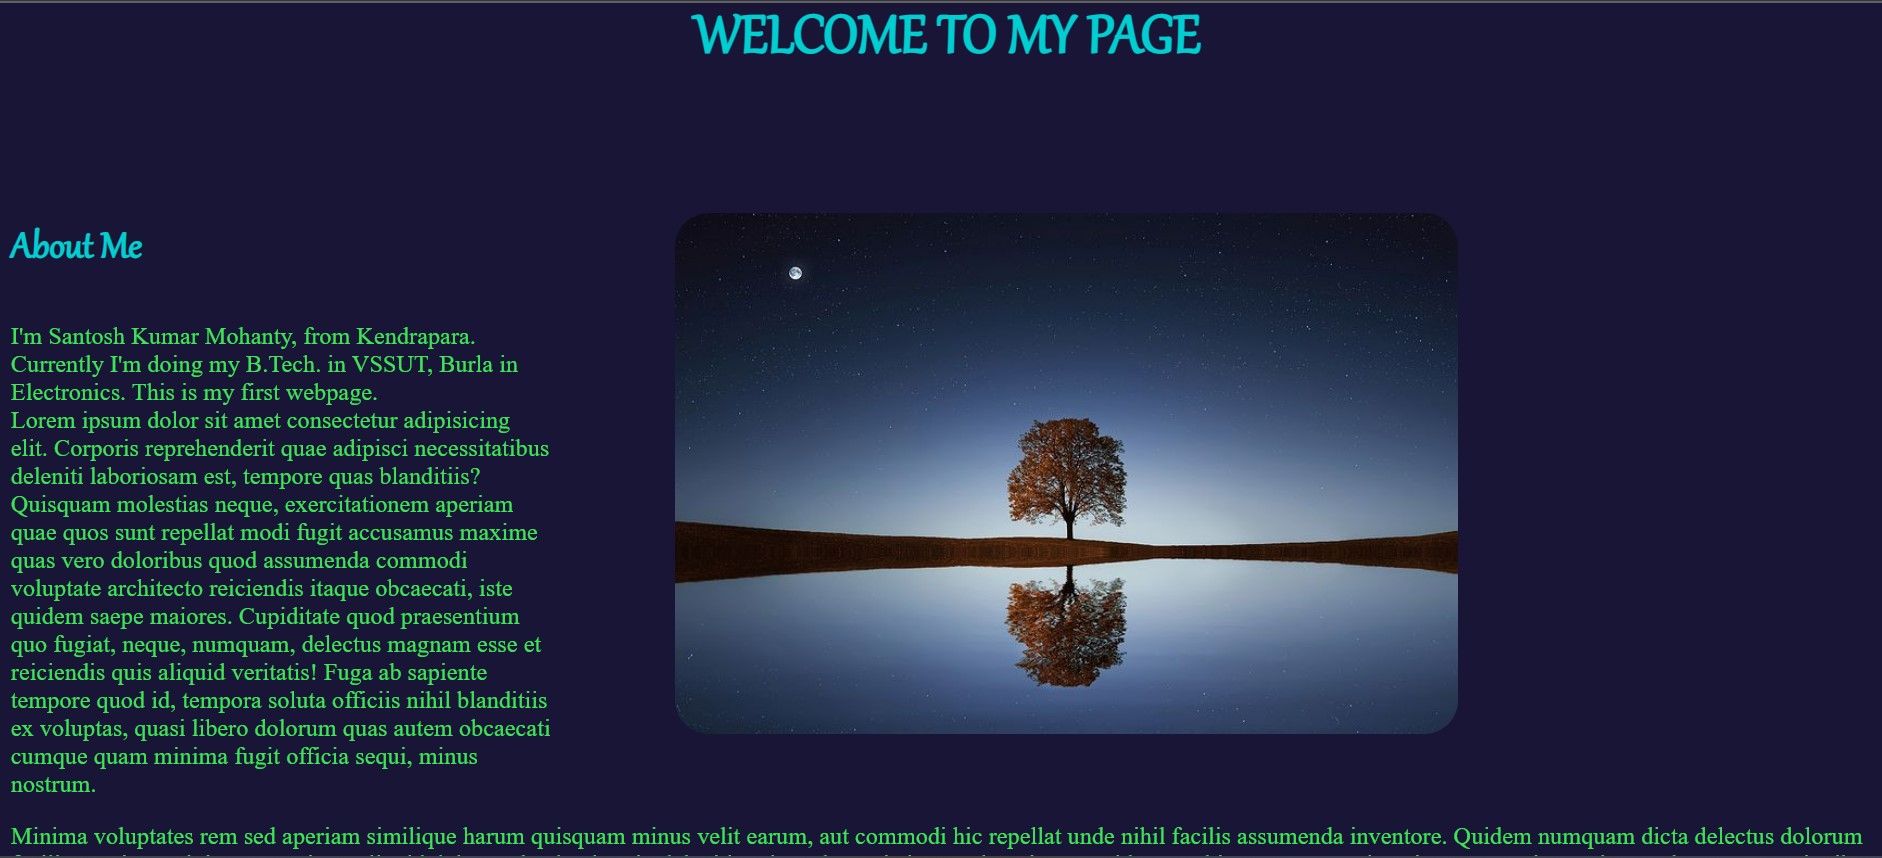 WELCOME TO MY PAGE
About Me
I'm Santosh Kumar Mohanty, from Kendrapara.
Currently I'm doing my B.Tech. in VSSUT, Burla in
Electronics. This is my first webpage.
Lorem ipsum dolor sit amet consectetur adipisicing
elit. Corporis reprehenderit quae adipisci necessitatibus
deleniti laboriosam est, tempore quas blanditiis?
Quisquam molestias neque, exercitationem aperiam
quae quos sunt repellat modi fugit accusamus maxime
quas vero doloribus quod assumenda commodi
voluptate architecto reiciendis itaque obcaecati, iste
quidem saepe maiores. Cupiditate quod praesentium
quo fugiat, neque, numquam, delectus magnam esse et
reiciendis quis aliquid veritatis! Fuga ab sapiente
tempore quod id, tempora soluta officiis nihil blanditiis
ex voluptas, quasi libero dolorum quas autem obcaecati
cumque quam minima fugit officia sequi, minus
nostrum.
Minima voluptates rem sed aperiam similique harum quisquam minus velit earum, aut commodi hic repellat unde nihil facilis assumenda inventore. Quidem numquam dicta delectus dolorum